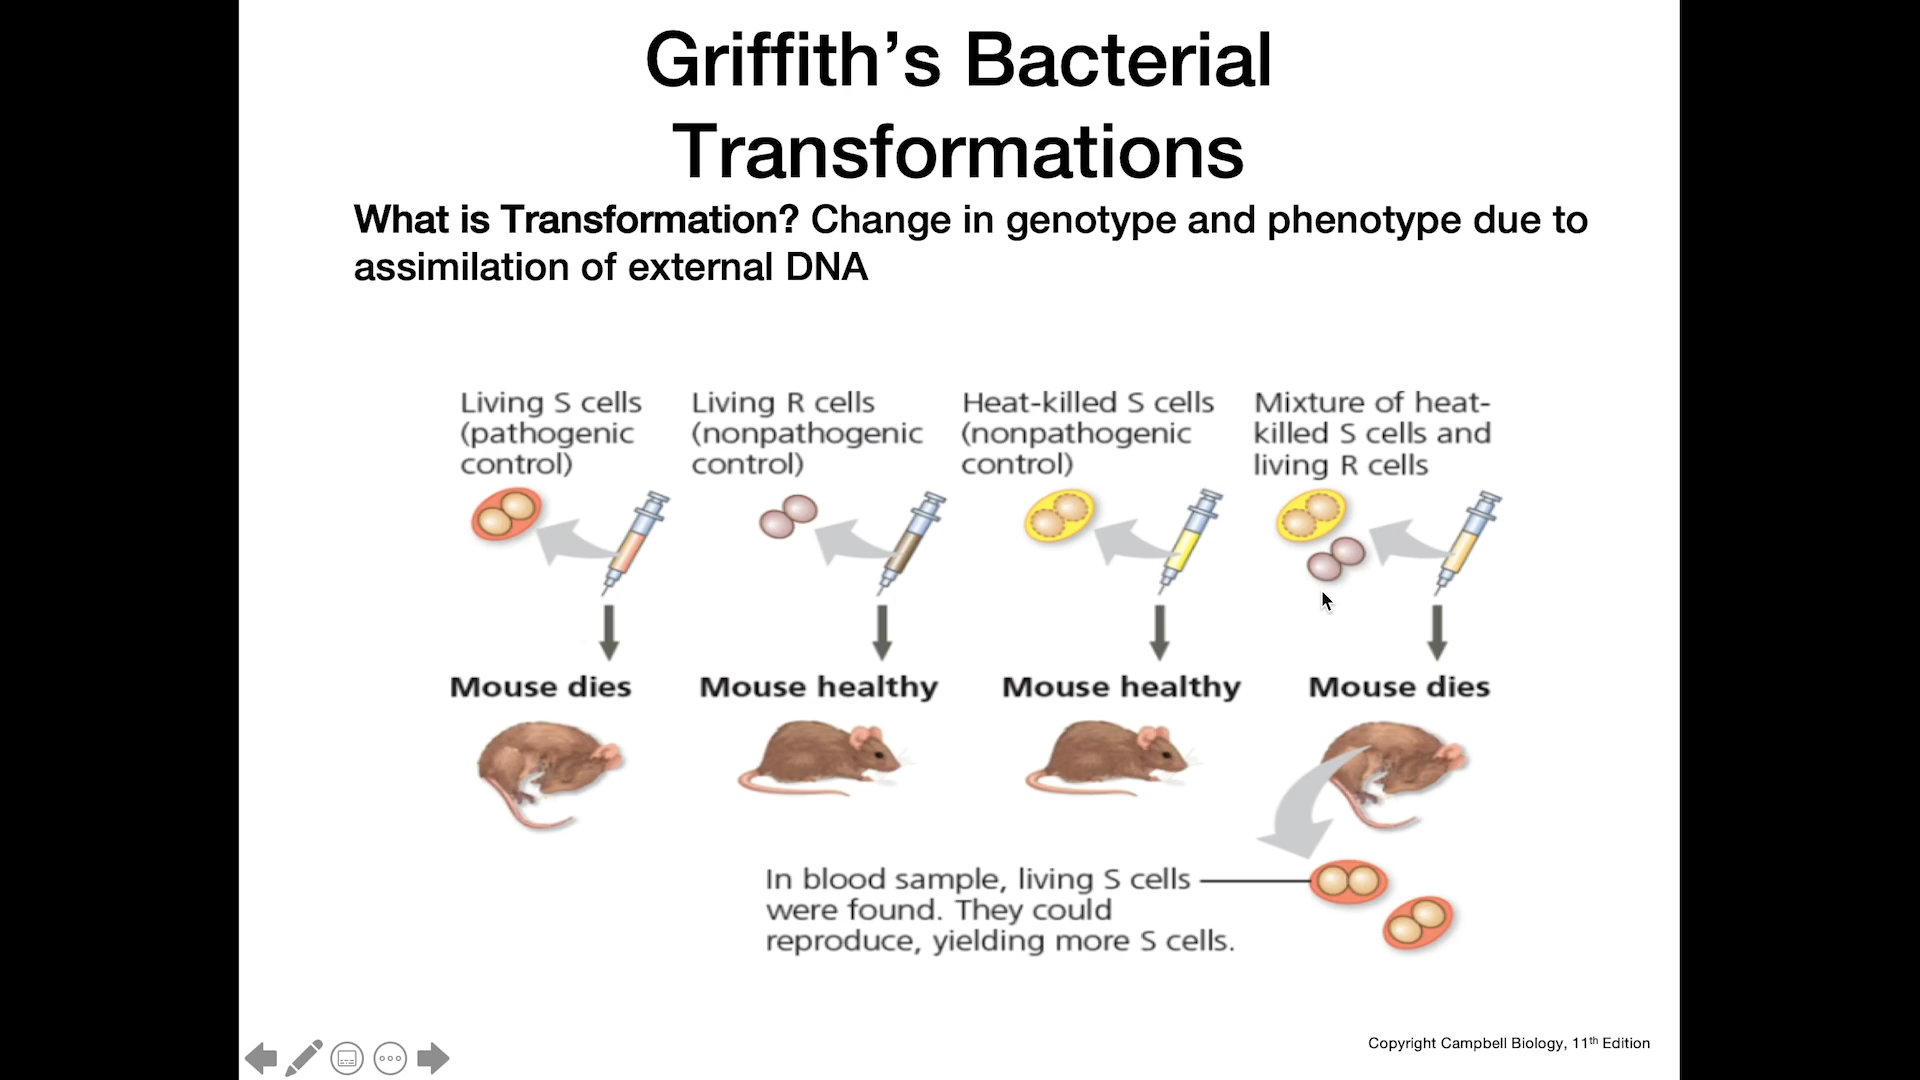 Griffith’s Bacterial
Transformations
What is Transformation? Change in genotype and phenotype due to
assimilation of external DNA
Living S cells
(pathogenic
control)
Living R cells
(nonpathogenic
control)
Heat-killed S cells
(nonpathogenic
control)
Mixture of heat-
killed S cells and
living R cells
Mouse dies
Mouse healthy
Mouse healthy
Mouse dies
In blood sample, living S cells
were found. They could
reproduce, yielding more S cells.
Copyright Campbell Biology, 11th Edition